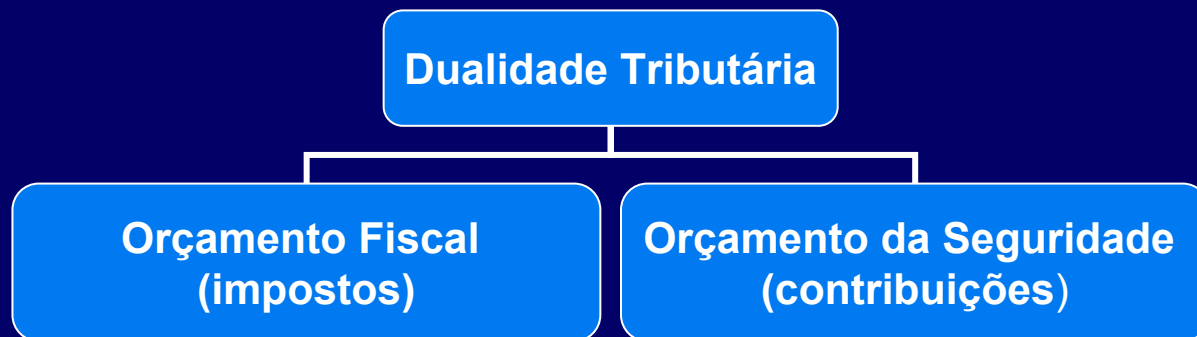 Dualidade Tributária
Orçamento Fiscal
(impostos)
Orçamento da Seguridade
(contribuições)